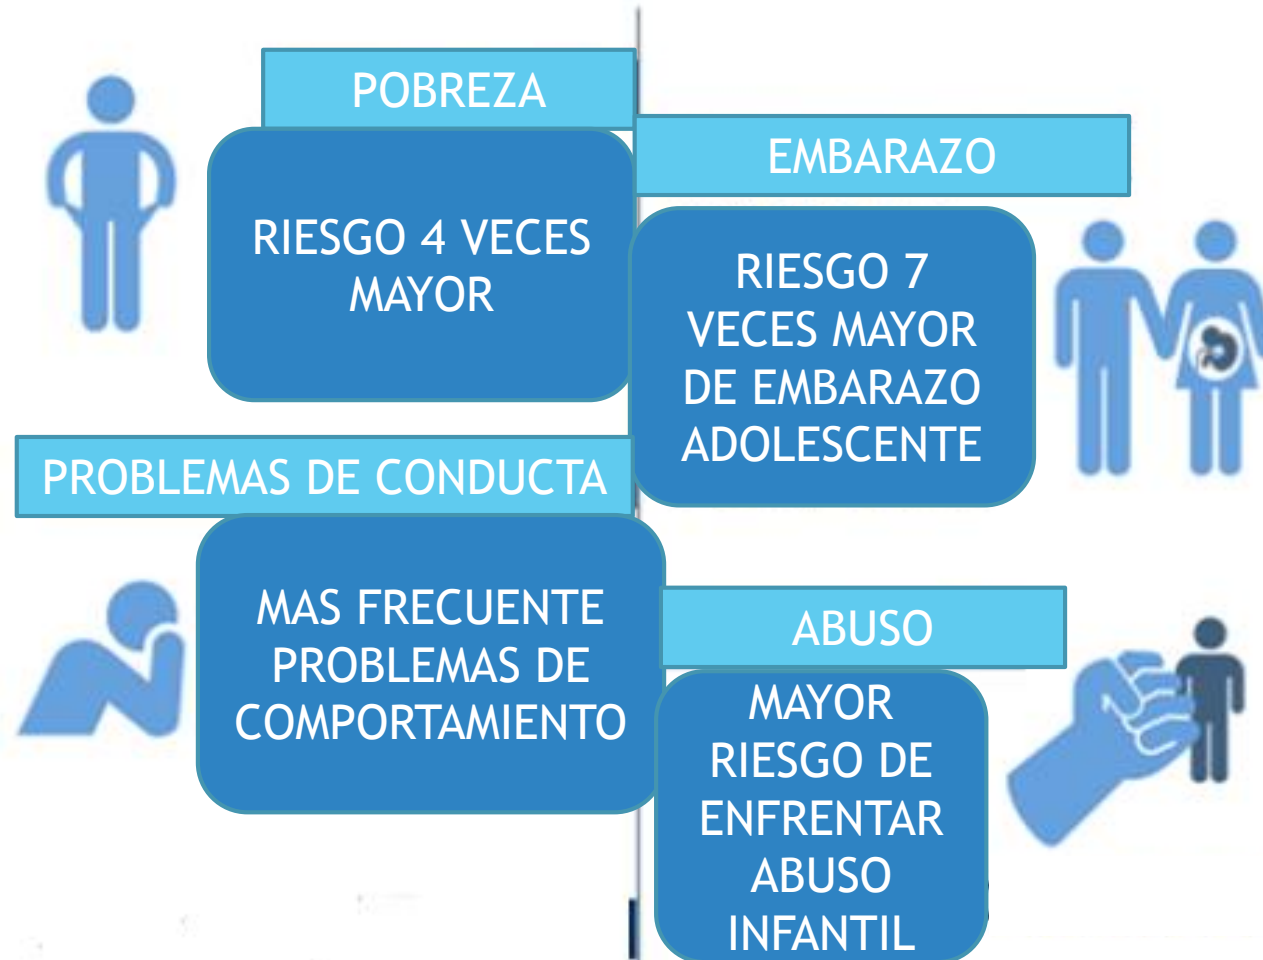 POBREZA
RIESGO 4 VECES
MAYOR
EMBARAZO
RIESGO 7
VECES MAYOR
DE EMBARAZO
ADOLESCENTE
PROBLEMAS DE CONDUCTA
MAS FRECUENTE
PROBLEMAS DE
COMPORTAMIENTO
ABUSO
MAYOR
RIESGO DE
ENFRENTAR
ABUSO
INFANTIL